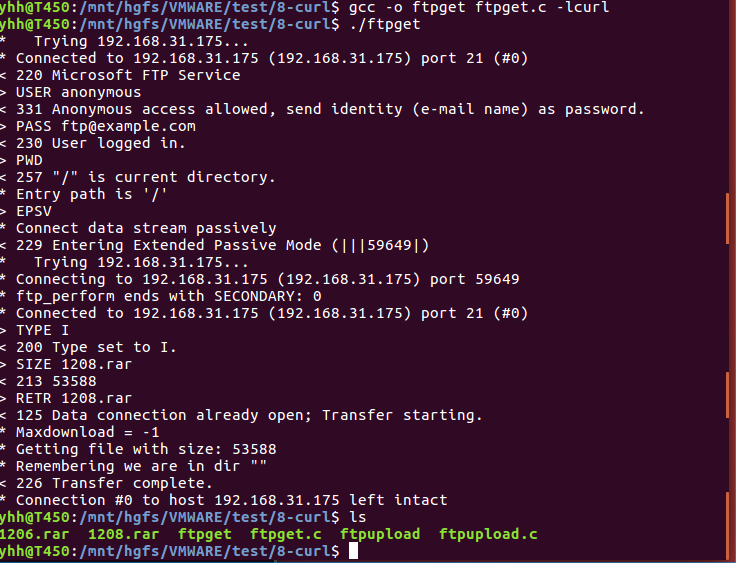 yhh@T450:/mnt/hgfs/VMWARE/test/8-curl$ gcc -o ftpget ftpget.c -lcurl
yhh@T450:/mnt/hgfs/VMWARE/test/8-curl$ ./ftpget
*   Trying 192.168.31.175...
* Connected to 192.168.31.175 (192.168.31.175) port 21 (#0)
< 220 Microsoft FTP Service
> USER anonymous
< 331 Anonymous access allowed, send identity (e-mail name) as password.
> PASS ftp@example.com
< 230 User logged in.
> PWD
< 257 "/" is current directory.
* Entry path is '/'
> EPSV
* Connect data stream passively
< 229 Entering Extended Passive Mode (|||59649|)
*   Trying 192.168.31.175...
* Connecting to 192.168.31.175 (192.168.31.175) port 59649
* ftp_perform ends with SECONDARY: 0
* Connected to 192.168.31.175 (192.168.31.175) port 21 (#0)
> TYPE I
< 200 Type set to I.
> SIZE 1208.rar
< 213 53588
> RETR 1208.rar
< 125 Data connection already open; Transfer starting.
* Maxdownload = -1
* Getting file with size: 53588
* Remembering we are in dir ""
< 226 Transfer complete.
* Connection #0 to host 192.168.31.175 left intact
yhh@T450:/mnt/hgfs/VMWARE/test/8-curl$ ls
1206.rar  1208.rar  ftpget  ftpget.c  ftpupload  ftpupload.c
yhh@T450:/mnt/hgfs/VMWARE/test/8-curl$